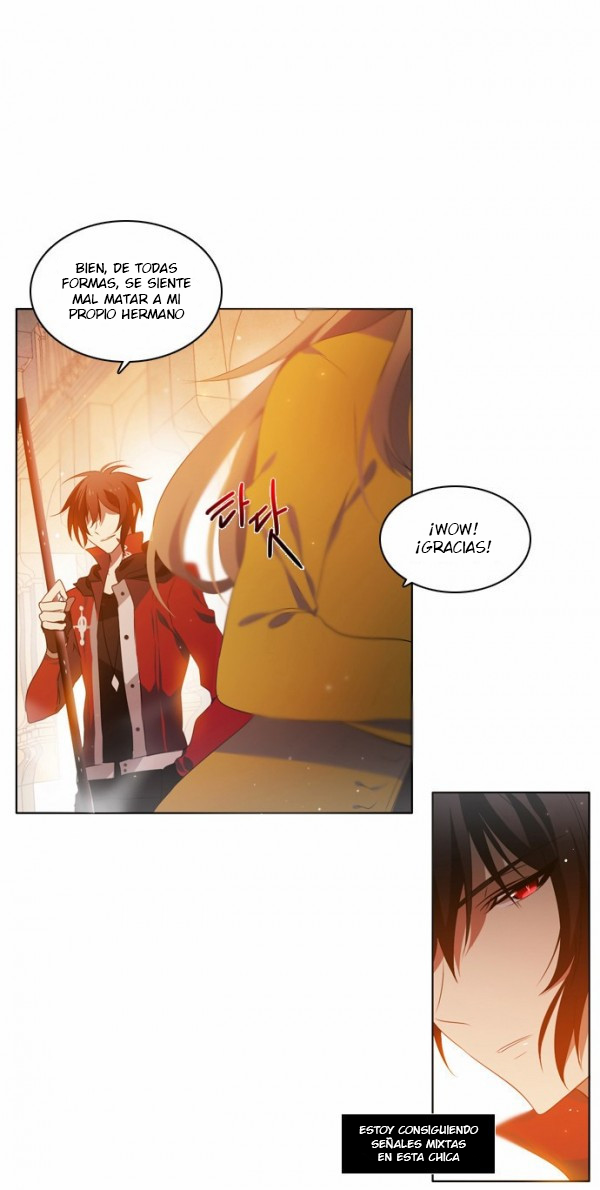 BIEN, DE TODAS
FORMAS, SE SIENTE
MAL MATAR A MI
PROPIO HERMANO
타닷
¡WOW!
¡GRACIAS!
ESTOY CONSIGUIENDO
SEÑALES MIXTAS
EN ESTA CHICA